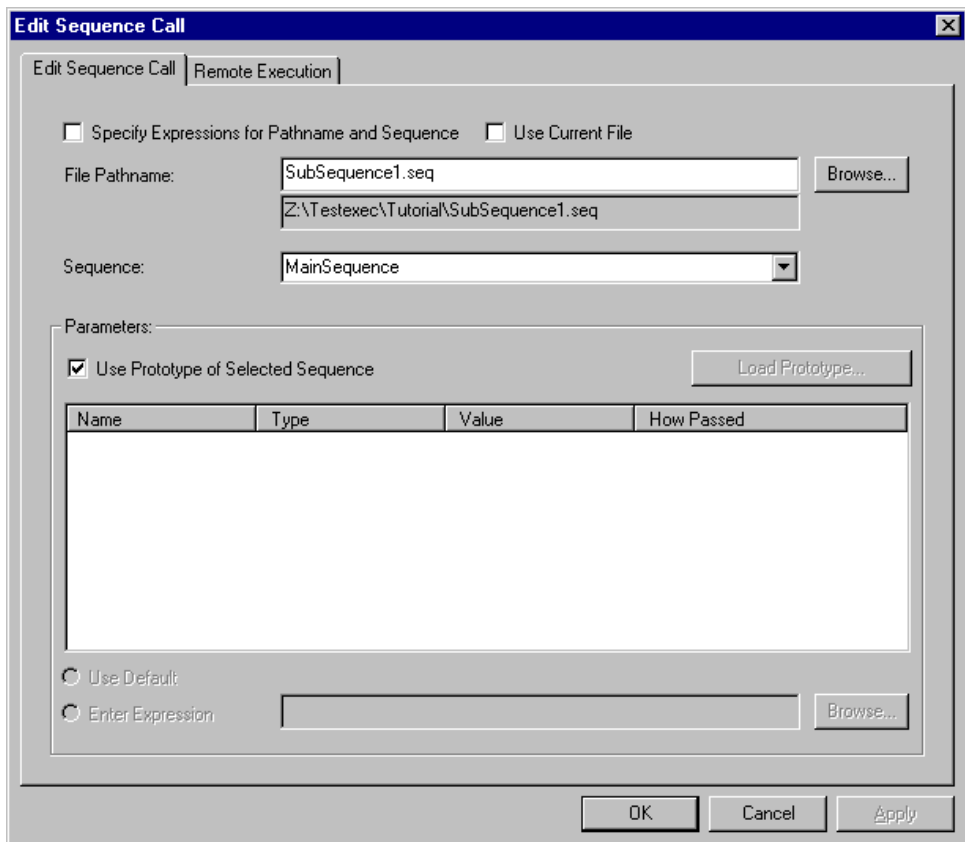 Edit Sequence Call
Edit Sequence Call Remote Execution
Specify Expressions for Pathname and Sequence Use Current File
File Pathname: SubSequence1.seq Browse...
Z:\Testexec\Tutorial\SubSequence1.seq
Sequence: MainSequence
Parameters:
Use Prototype of Selected Sequence Load Prototype...
Name Type Value How Passed
Use Default
Enter Expression Browse...
OK Cancel Apply